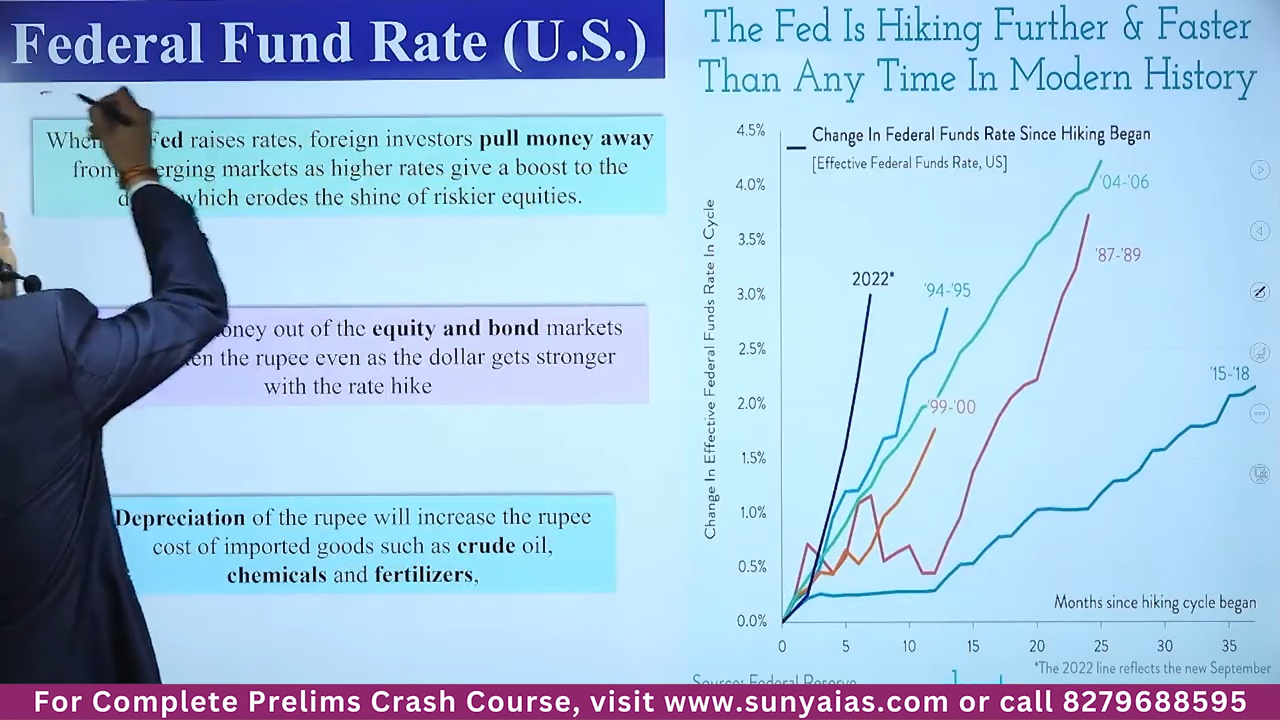 Federal Fund Rate (U.S.)
When Fed raises rates, foreign investors pull money away
from erging markets as higher rates give a boost to the
which erodes the shine of riskier equities.
oney out of the equity and bond markets
en the rupee even as the dollar gets stronger
with the rate hike
Depreciation of the rupee will increase the rupee
cost of imported goods such as crude oil,
chemicals and fertilizers,
The Fed Is Hiking Further & Faster
Than Any Time In Modern History
Change In Federal Funds Rate Since Hiking Began
[Effective Federal Funds Rate, US]
Change In Effective Federal Funds Rate In Cycle
4.5%
4.0%
3.5%
3.0%
2.5%
2.0%
1.5%
1.0%
0.5%
0.0%
'04-'06
'87-'89
2022*
'94-'95
'15-'18
'99-'00
Months since hiking cycle began
0 5 10 15 20 25 30 35
*The 2022 line reflects the new September
Source: Federal Reserve
For Complete Prelims Crash Course, visit www.sunyaias.com or call 8279688595